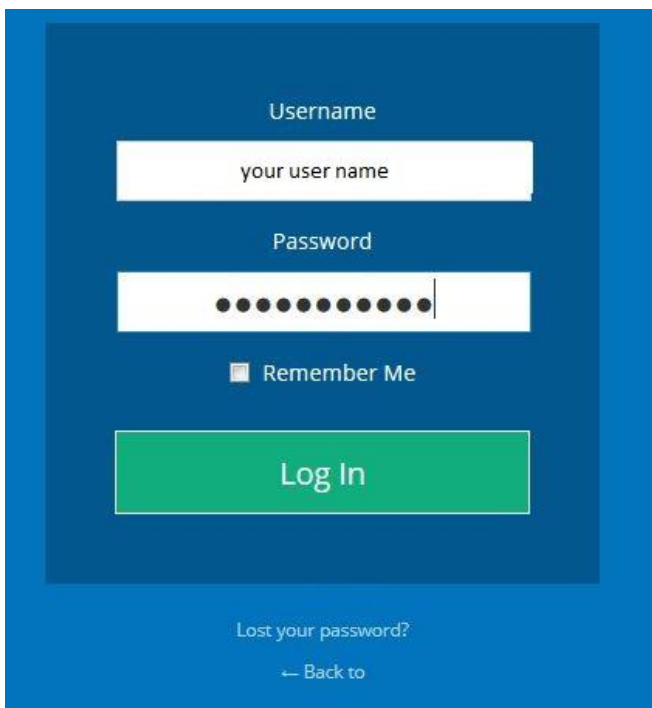 Username
your user name
Password
●●●●●●●●●●●
Remember Me
Log In
Lost your password?
← Back to